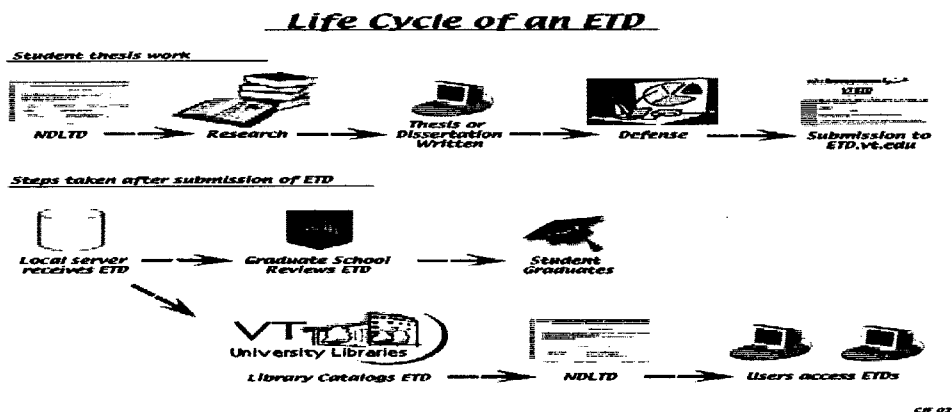 Life Cycle of an ETD
Student thesis work
NDLTD
Research
Thesis or
Dissertation
Written
Defense
Submission to
ETD.vt.edu
Steps taken after submission of ETD
Local server
receives ETD
Graduate School
Reviews ETD
Student
Graduates
VT
University Libraries
Library Catalogs ETD
NDLTD
Users access ETDs